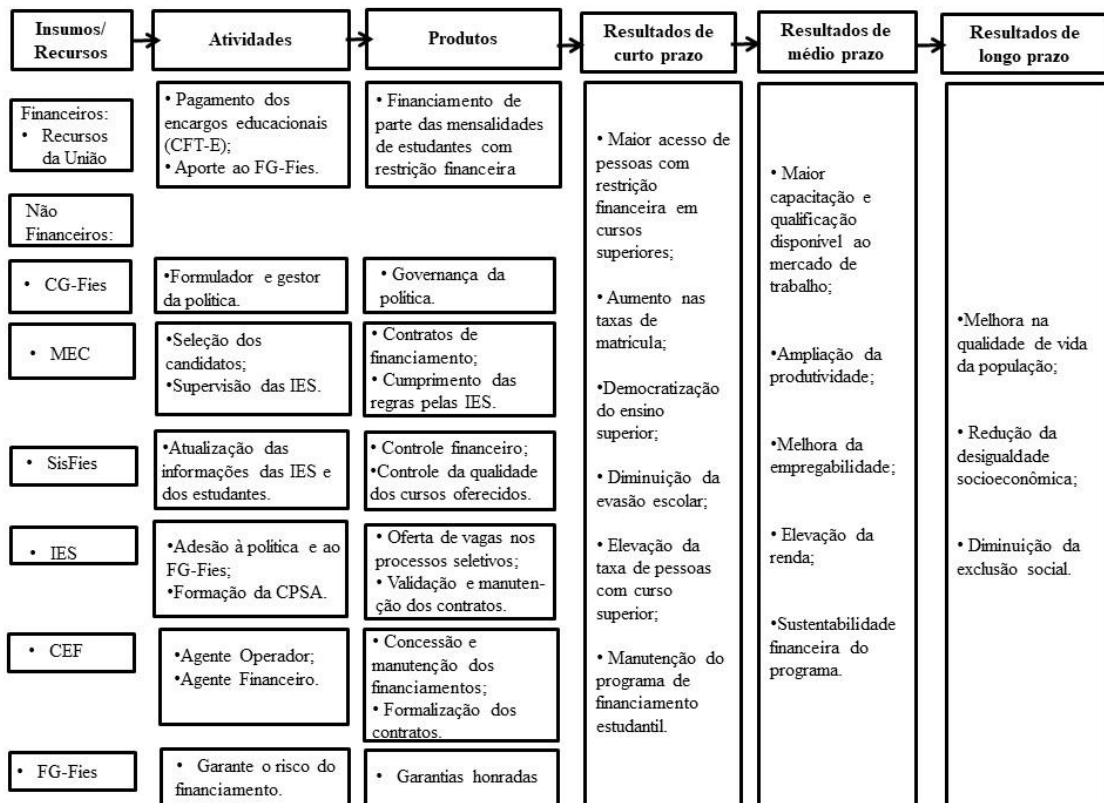 Insumos/
Recursos
Atividades
Produtos
Resultados de
curto prazo
Resultados de
médio prazo
Resultados de
longo prazo
Financeiros:
• Recursos
da União
• Pagamento dos
encargos educacionais
(CFT-E);
• Aporte ao FG-Fies.
• Financiamento de
parte das mensalidades
de estudantes com
restrição financeira
Não
Financeiros:
• CG-Fies
•Formulador e gestor
da política.
• Governança da
política.
• MEC
•Seleção dos
candidatos;
•Supervisão das IES.
• Contratos de
financiamento;
• Cumprimento das
regras pelas IES.
• SisFies
•Atualização das
informações das IES e
dos estudantes.
• Controle financeiro;
•Controle da qualidade
dos cursos oferecidos.
• IES
•Adesão à política e ao
FG-Fies;
•Formação da CPSA.
• Oferta de vagas nos
processos seletivos;
• Validação e manuten-
ção dos contratos.
• CEF
•Agente Operador;
•Agente Financeiro.
• Concessão e
manutenção dos
financiamentos;
• Formalização dos
contratos.
• FG-Fies
• Garante o risco do
financiamento.
• Garantias honradas
• Maior acesso de
pessoas com
restrição
financeira em
cursos
superiores;
• Aumento nas
taxas de
matricula;
•Democratização
do ensino
superior;
• Diminuição da
evasão escolar;
• Elevação da
taxa de pessoas
com curso
superior;
• Manutenção do
programa de
financiamento
estudantil.
• Maior
capacitação e
qualificação
disponível ao
mercado de
trabalho;
•Ampliação da
produtividade;
•Melhora da
empregabilidade;
• Elevação da
renda;
•Sustentabilidade
financeira do
programa.
•Melhora na
qualidade de vida
da população;
• Redução da
desigualdade
socioeconômica;
• Diminuição da
exclusão social.